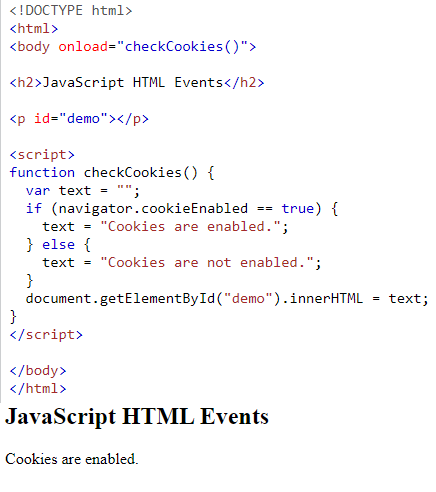 <!DOCTYPE html>
<html>
<body onload="checkCookies()">
<h2>JavaScript HTML Events</h2>
<p id="demo"></p>
<script>
function checkCookies() {
  var text = "";
  if (navigator.cookieEnabled == true) {
    text = "Cookies are enabled.";
  } else {
    text = "Cookies are not enabled.";
  }
  document.getElementById("demo").innerHTML = text;
}
</script>
</body>
</html>
JavaScript HTML Events
Cookies are enabled.